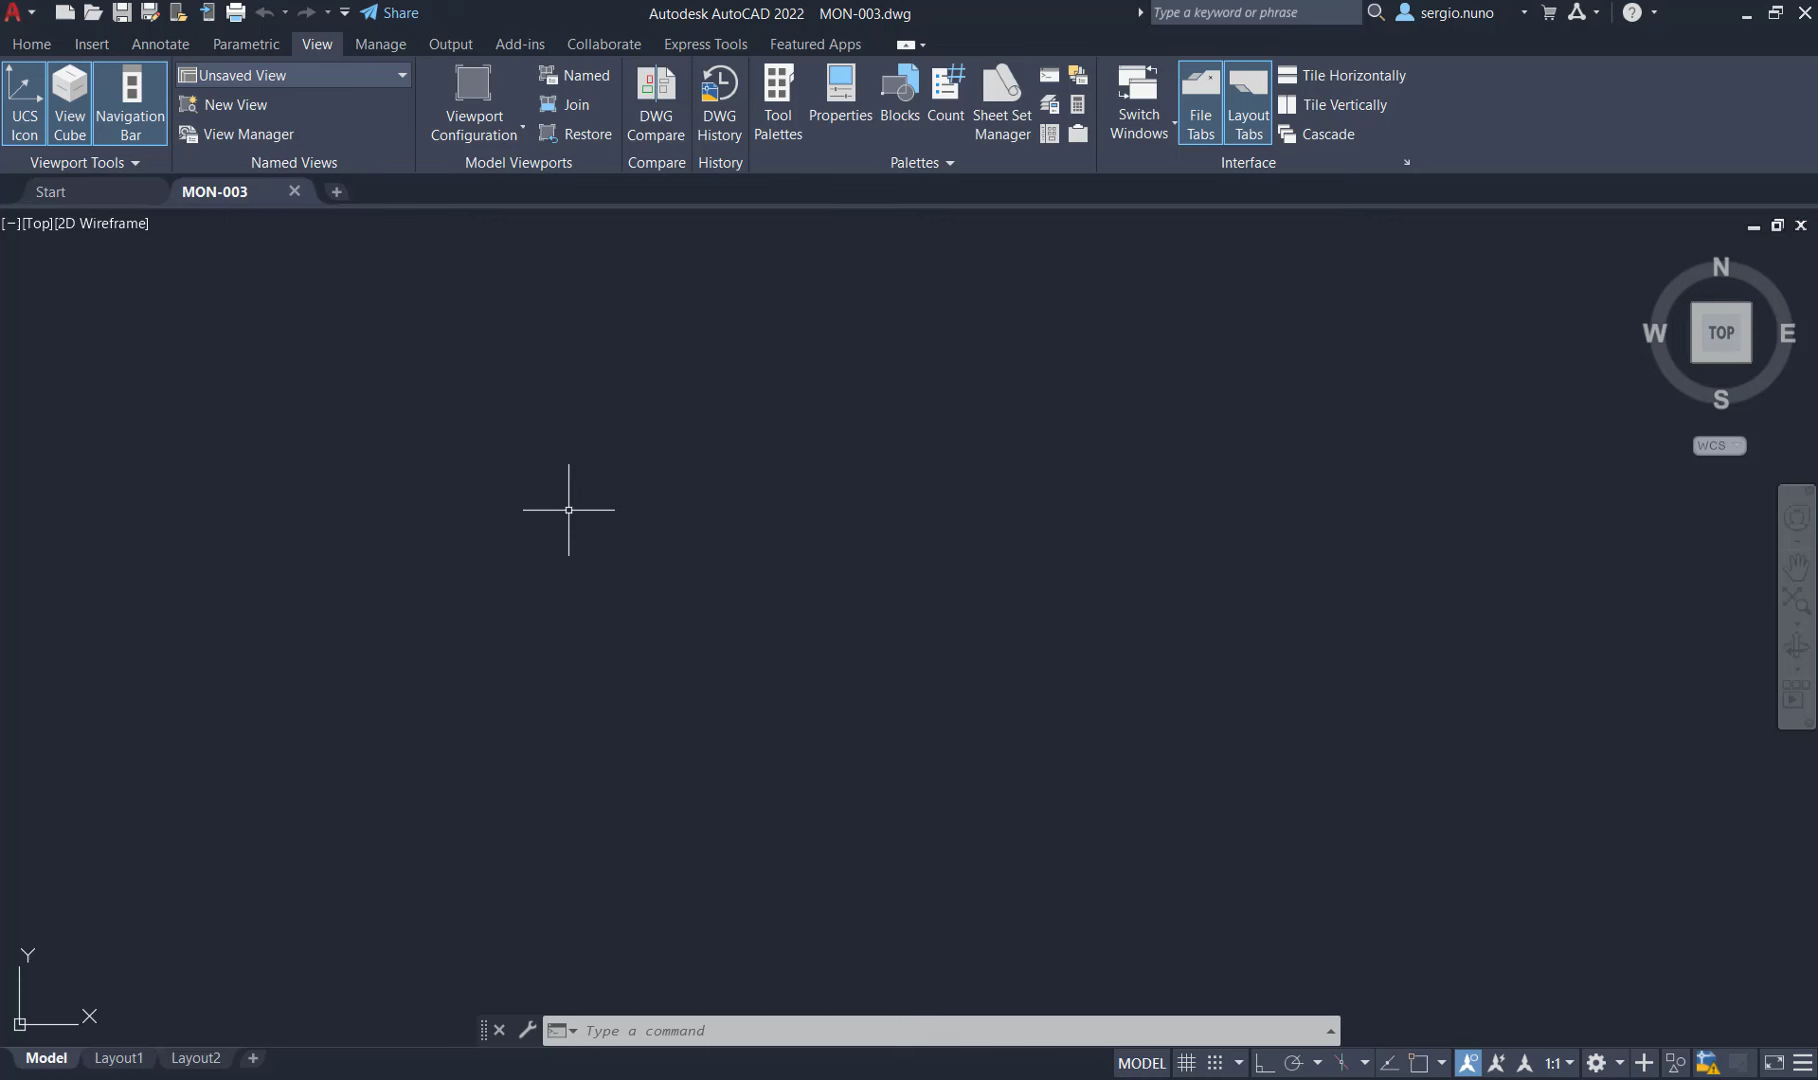 Share
Autodesk AutoCAD 2022 MON-003.dwg
Type a keyword or phrase
sergio.nuno
Home Insert Annotate Parametric View Manage Output Add-ins Collaborate Express Tools Featured Apps
UCS Icon
View Cube
Navigation Bar
Viewport Tools
Unsaved View
New View
View Manager
Named Views
Viewport Configuration
Named
Join
Restore
Model Viewports
DWG Compare
Compare
DWG History
History
Tool Palettes
Properties
Blocks
Count
Sheet Set Manager
Palettes
Switch Windows
File Tabs
Layout Tabs
Tile Horizontally
Tile Vertically
Cascade
Interface
Start
MON-003
[−][Top][2D Wireframe]
N
W TOP E
S
WCS
Y
X
Type a command
Model Layout1 Layout2
MODEL 1:1